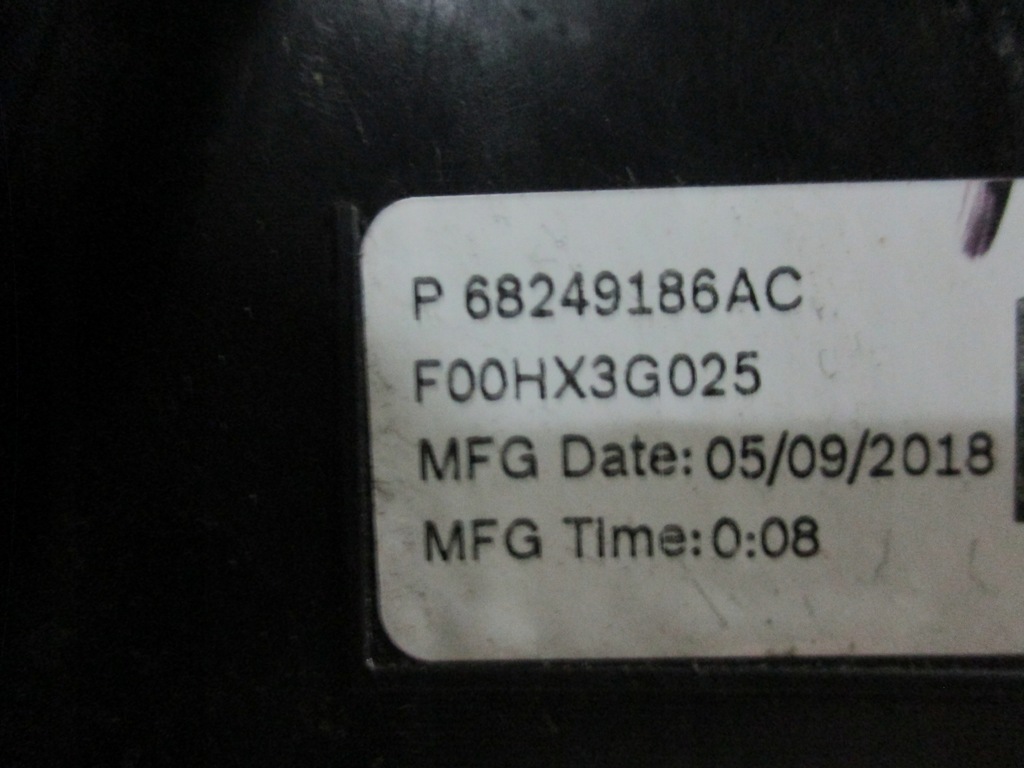 P 68249186AC
F00HX3G025
MFG Date: 05/09/2018
MFG Time: 0:08